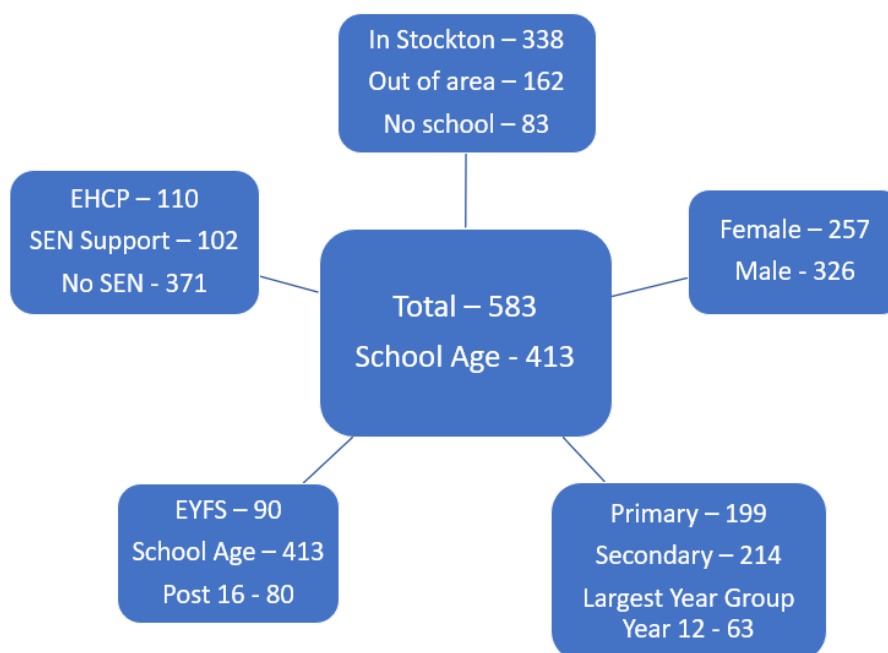 In Stockton – 338
Out of area – 162
No school – 83
EHCP – 110
SEN Support – 102
No SEN - 371
Female – 257
Male - 326
Total – 583
School Age - 413
EYFS – 90
School Age – 413
Post 16 - 80
Primary – 199
Secondary – 214
Largest Year Group
Year 12 - 63